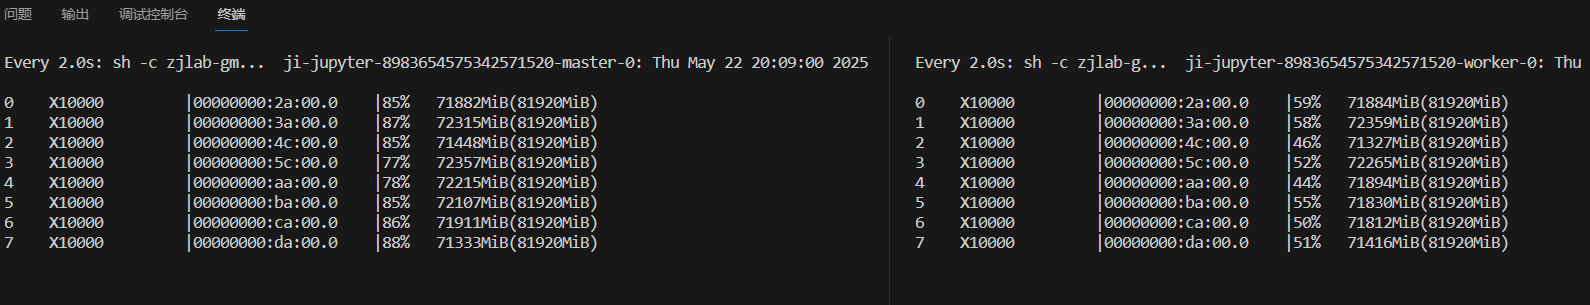 问题 输出 调试控制台 终端
Every 2.0s: sh -c zjlab-gm... ji-jupyter-8983654575342571520-master-0: Thu May 22 20:09:00 2025
0 X10000 |00000000:2a:00.0 |85% 71882MiB(81920MiB)
1 X10000 |00000000:3a:00.0 |87% 72315MiB(81920MiB)
2 X10000 |00000000:4c:00.0 |85% 71448MiB(81920MiB)
3 X10000 |00000000:5c:00.0 |77% 72357MiB(81920MiB)
4 X10000 |00000000:aa:00.0 |78% 72215MiB(81920MiB)
5 X10000 |00000000:ba:00.0 |85% 72107MiB(81920MiB)
6 X10000 |00000000:ca:00.0 |86% 71911MiB(81920MiB)
7 X10000 |00000000:da:00.0 |88% 71333MiB(81920MiB)
Every 2.0s: sh -c zjlab-g... ji-jupyter-8983654575342571520-worker-0: Thu
0 X10000 |00000000:2a:00.0 |59% 71884MiB(81920MiB)
1 X10000 |00000000:3a:00.0 |58% 72359MiB(81920MiB)
2 X10000 |00000000:4c:00.0 |46% 71327MiB(81920MiB)
3 X10000 |00000000:5c:00.0 |52% 72265MiB(81920MiB)
4 X10000 |00000000:aa:00.0 |44% 71894MiB(81920MiB)
5 X10000 |00000000:ba:00.0 |55% 71830MiB(81920MiB)
6 X10000 |00000000:ca:00.0 |50% 71812MiB(81920MiB)
7 X10000 |00000000:da:00.0 |51% 71416MiB(81920MiB)